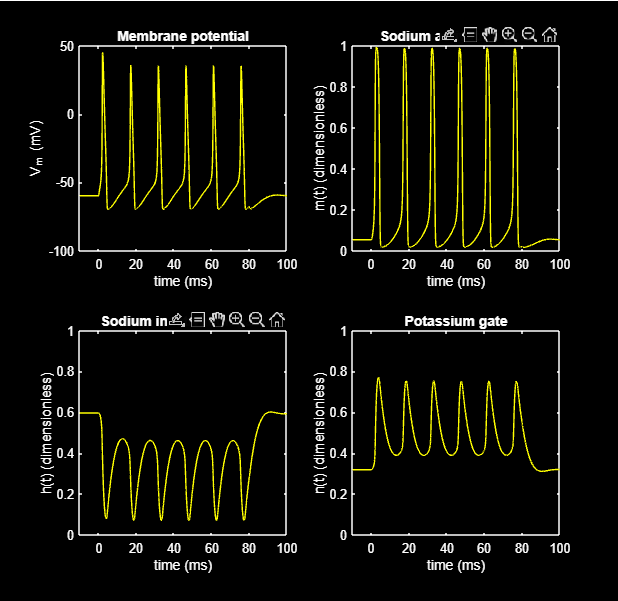 Membrane potential
50
0
-50
-100
V_m (mV)
0 20 40 60 80 100
time (ms)
Sodium a
1
0.8
0.6
0.4
0.2
0
m(t) (dimensionless)
0 20 40 60 80 100
time (ms)
Sodium in
1
0.8
0.6
0.4
0.2
0
h(t) (dimensionless)
0 20 40 60 80 100
time (ms)
Potassium gate
1
0.8
0.6
0.4
0.2
0
n(t) (dimensionless)
0 20 40 60 80 100
time (ms)